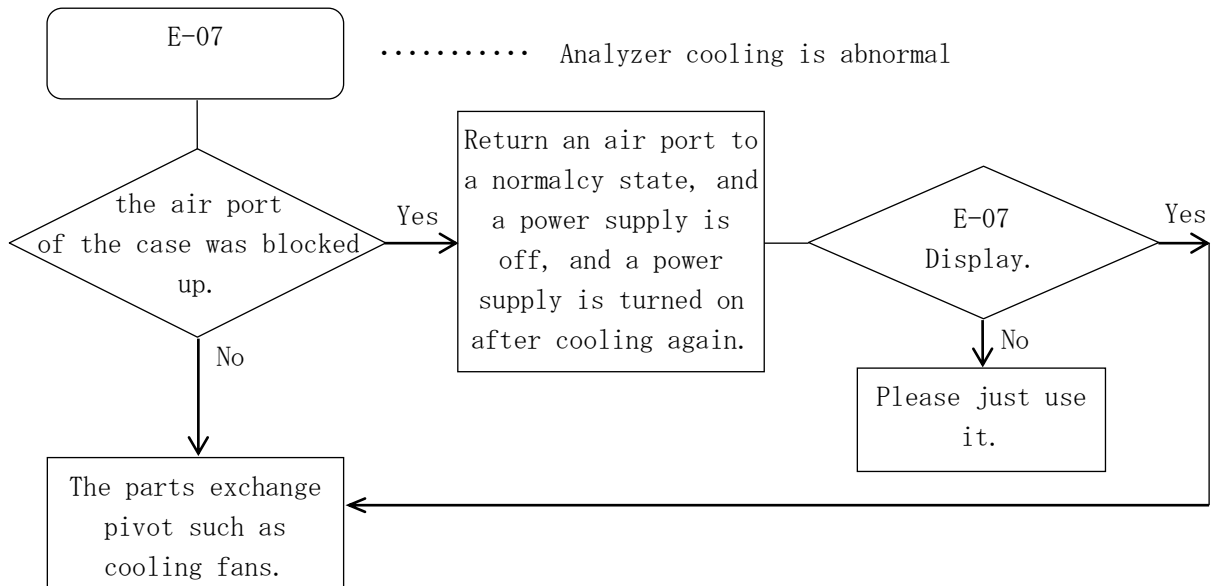 E-07
Analyzer cooling is abnormal
the air port
of the case was blocked
up.
Yes
Return an air port to
a normalcy state, and
a power supply is
off, and a power
supply is turned on
after cooling again.
E-07
Display.
Yes
No
No
Please just use
it.
The parts exchange
pivot such as
cooling fans.